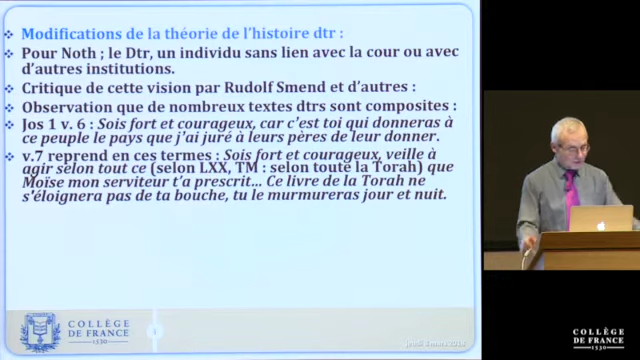 Modifications de la théorie de l'histoire dtr :
Pour Noth ; le Dtr, un individu sans lien avec la cour ou avec
d'autres institutions.
Critique de cette vision par Rudolf Smend et d'autres :
Observation que de nombreux textes dtrs sont composites :
Jos 1 v. 6 : Sois fort et courageux, car c'est toi qui donneras à
ce peuple le pays que j'ai juré à leurs pères de leur donner.
v.7 reprend en ces termes : Sois fort et courageux, veille à
agir selon tout ce (selon LXX, TM : selon toute la Torah) que
Moïse mon serviteur t'a prescrit... Ce livre de la Torah ne
s'éloignera pas de ta bouche, tu le murmureras jour et nuit.
COLLÈGE
DE FRANCE
1530
jeudi
COLLÈGE
DE FRANCE
1530